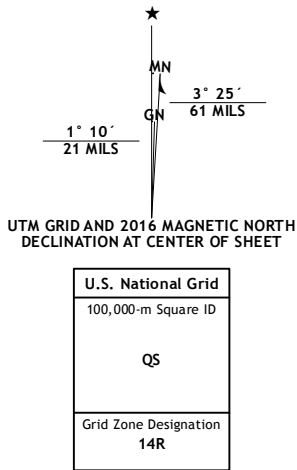 MN
3° 25´
61 MILS
GN
1° 10´
21 MILS
UTM GRID AND 2016 MAGNETIC NORTH
DECLINATION AT CENTER OF SHEET
U.S. National Grid
100,000-m Square ID
QS
Grid Zone Designation
14R